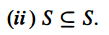 (ii) S ⊆ S.